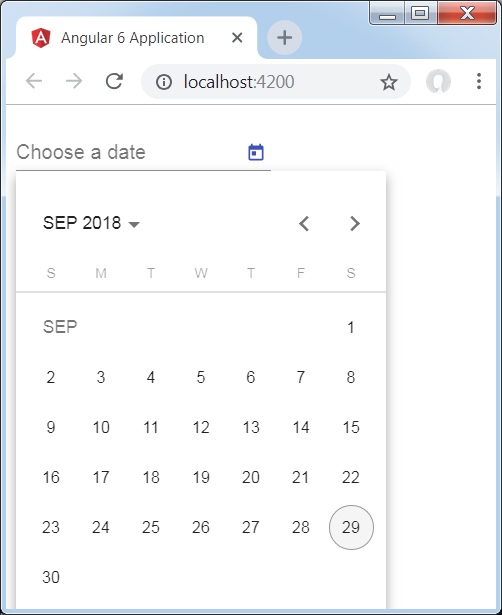 Angular 6 Application
localhost:4200
Choose a date
SEP 2018
S M T W T F S
SEP 1
2 3 4 5 6 7 8
9 10 11 12 13 14 15
16 17 18 19 20 21 22
23 24 25 26 27 28 29
30